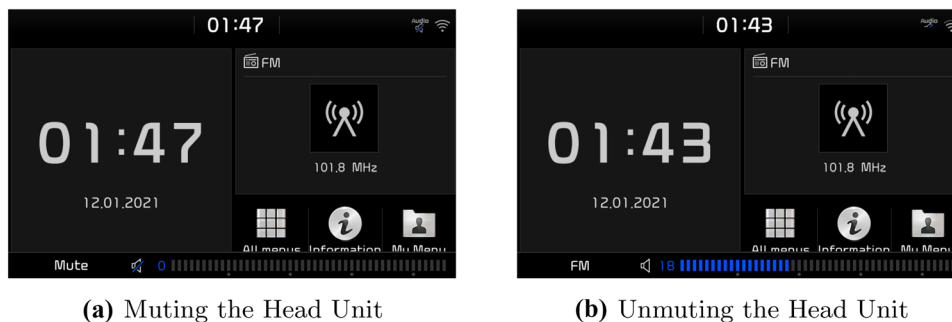 01:47
Audio
FM
01:47
101.8 MHz
12.01.2021
All menus Information My Menu
Mute 0
(a) Muting the Head Unit
01:43
Audio
FM
01:43
101.8 MHz
12.01.2021
All menus Information My Menu
FM 18
(b) Unmuting the Head Unit